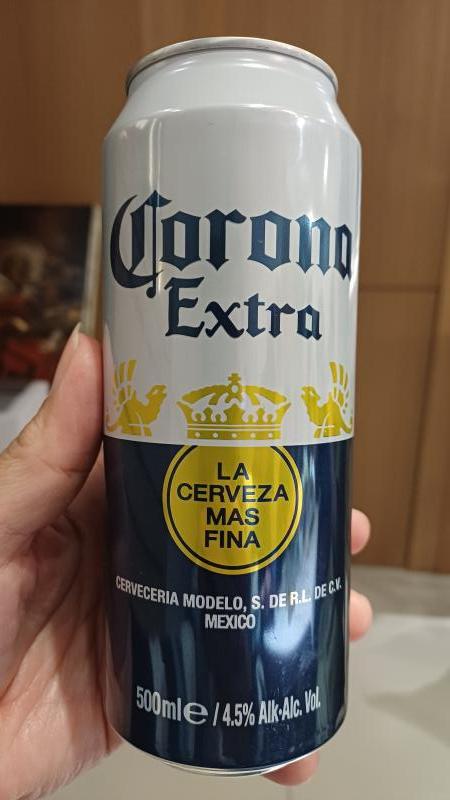 Corona
Extra
LA
CERVEZA
MAS
FINA
CERVECERIA MODELO, S. DE R.L. DE C.V.
MEXICO
500ml℮ / 4.5% Alk·Alc. Vol.